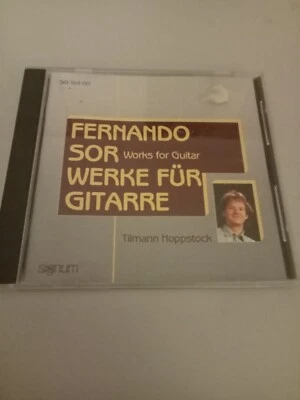 FERNANDO
SOR Works for Guitar
WERKE FÜR
GITARRE
Tilmann Hoppstock
signum